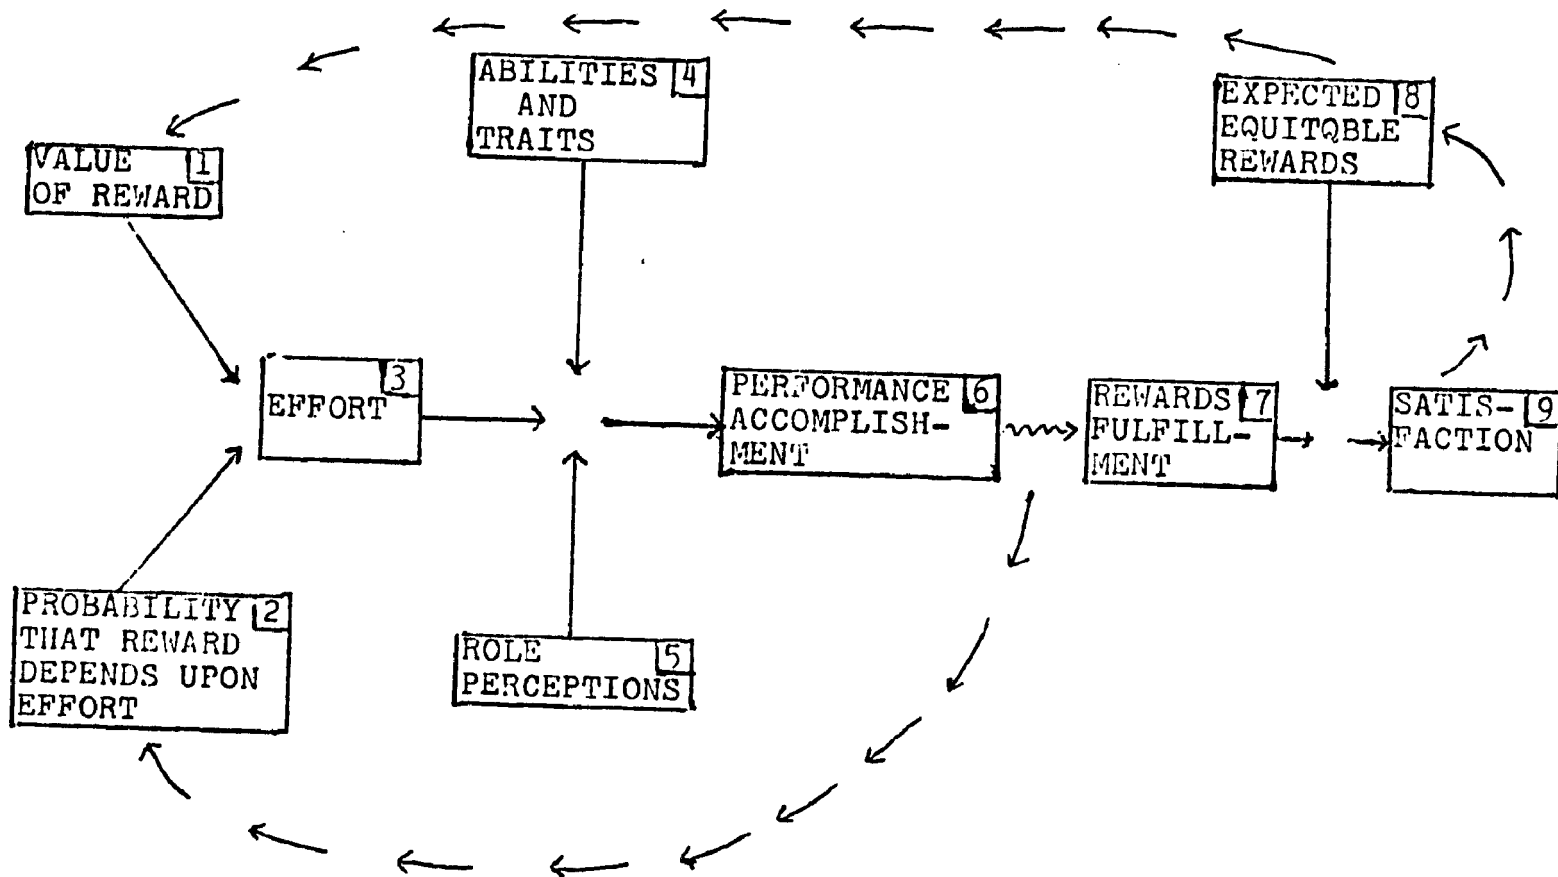 VALUE 1
OF REWARD
PROBABILITY 2
THAT REWARD
DEPENDS UPON
EFFORT
3
EFFORT
ABILITIES 4
AND
TRAITS
ROLE 5
PERCEPTIONS
PERFORMANCE 6
ACCOMPLISH-
MENT
REWARDS 7
FULFILL-
MENT
EXPECTED 8
EQUITQBLE
REWARDS
SATIS- 9
FACTION